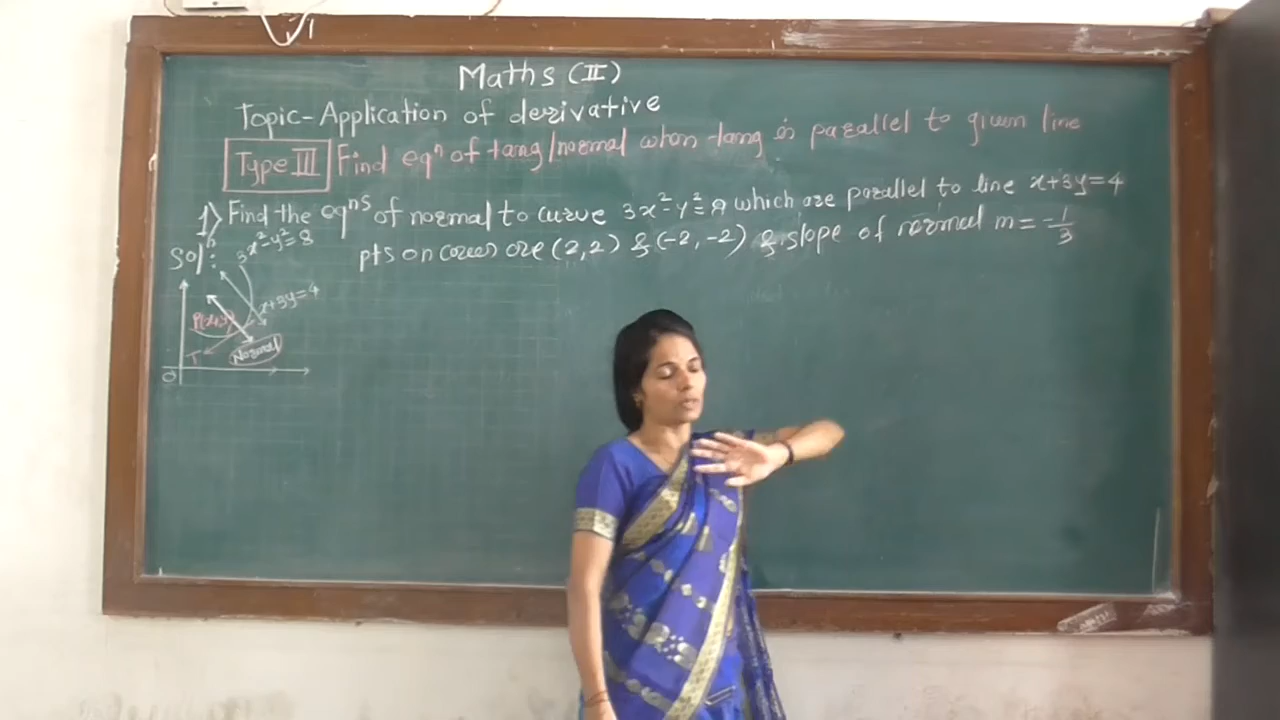 Maths (II)
Topic-Application of derivative
Type III Find eqⁿ of tang/normal when tang is parallel to given line
1) Find the eqⁿˢ of normal to curve 3x²-y²=8 which are parallel to line x+3y=4
Solⁿ: pts on curves are (2,2) & (-2,-2) & slope of normal m = -1/3
3x²-y²=8
x+3y=4
P(x,y)
T
Normal
O